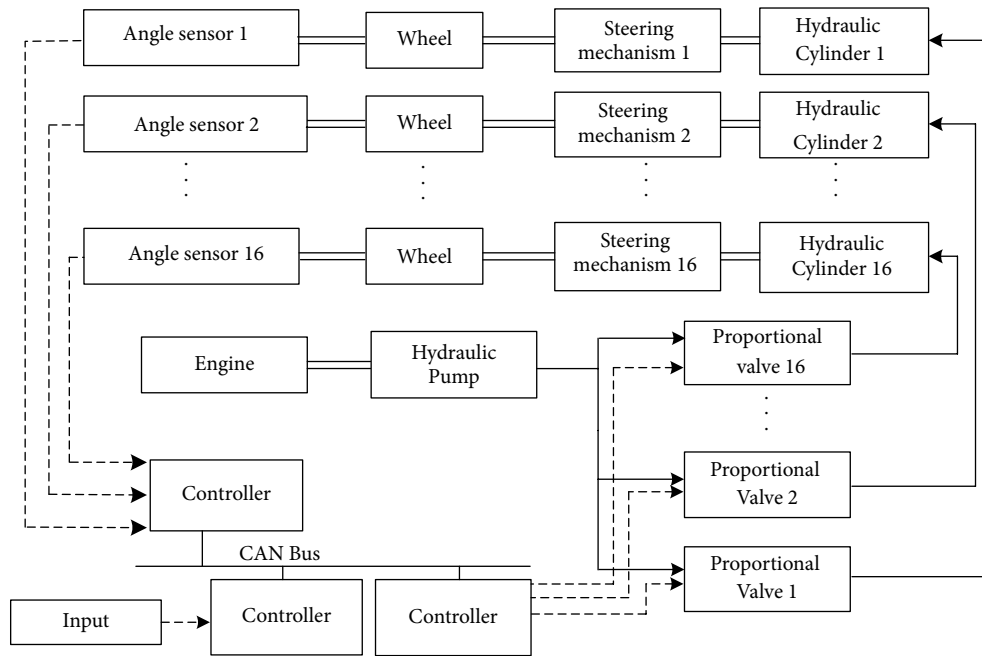 Angle sensor 1
Wheel
Steering
mechanism 1
Hydraulic
Cylinder 1
Angle sensor 2
Wheel
Steering
mechanism 2
Hydraulic
Cylinder 2
Angle sensor 16
Wheel
Steering
mechanism 16
Hydraulic
Cylinder 16
Engine
Hydraulic
Pump
Proportional
valve 16
Controller
Proportional
Valve 2
CAN Bus
Proportional
Valve 1
Input
Controller
Controller